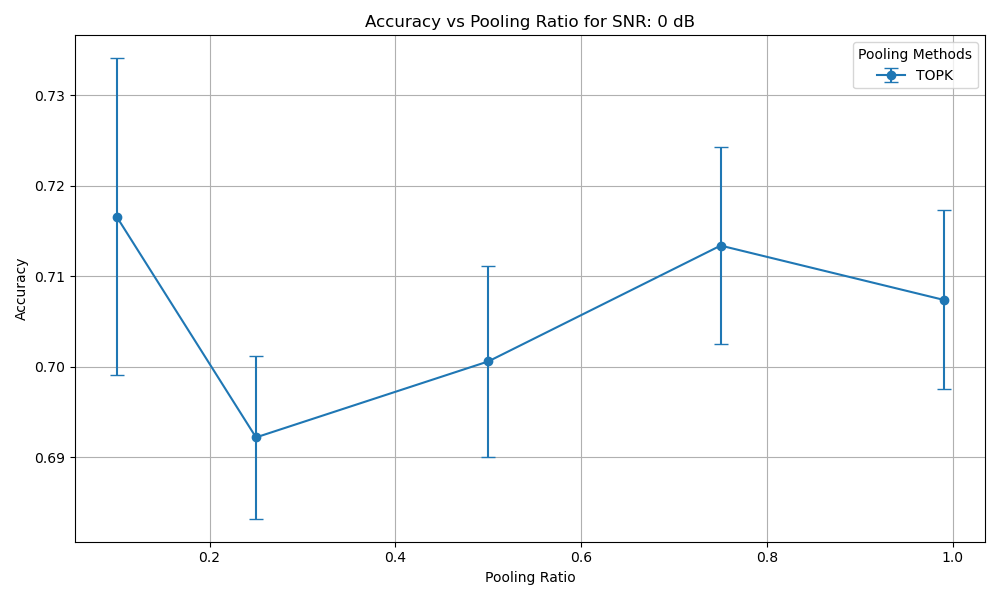 Accuracy vs Pooling Ratio for SNR: 0 dB
Pooling Methods
TOPK
0.73
0.72
0.71
0.70
0.69
Accuracy
0.2
0.4
0.6
0.8
1.0
Pooling Ratio